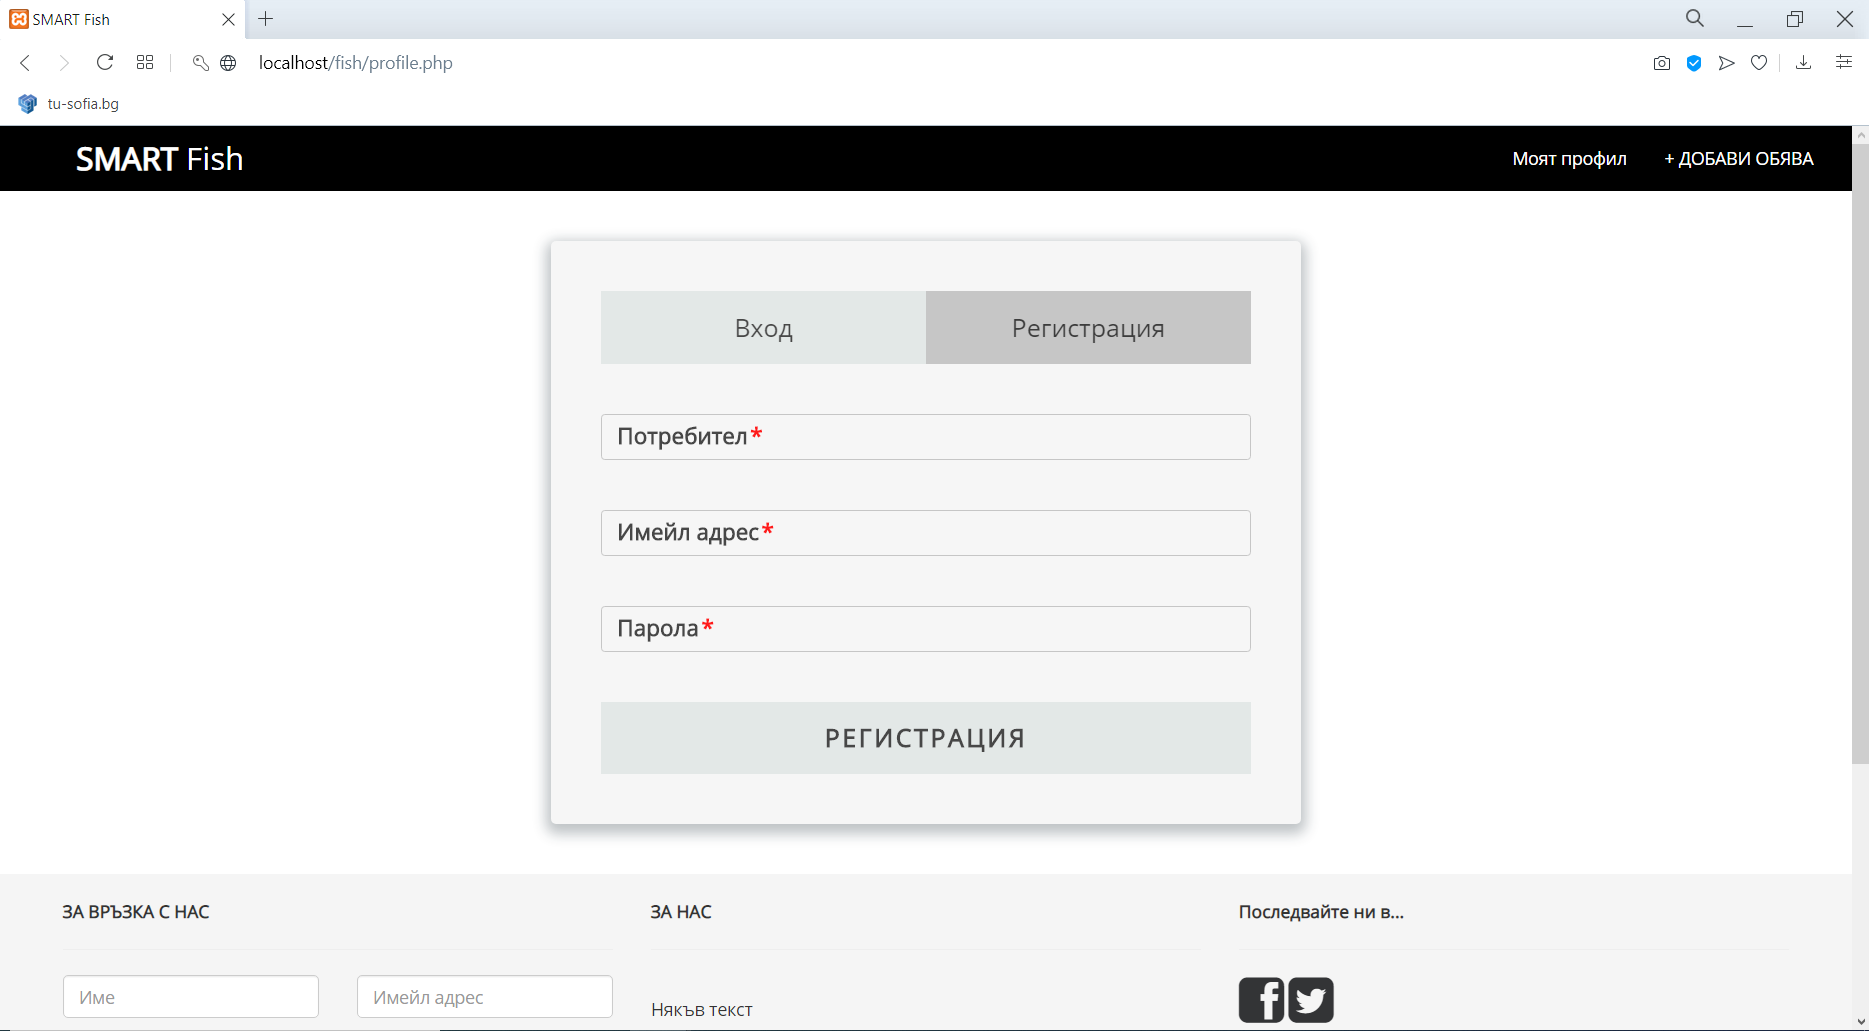 SMART Fish
localhost/fish/profile.php
tu-sofia.bg
SMART Fish
Моят профил
+ ДОБАВИ ОБЯВА
Вход
Регистрация
Потребител*
Имейл адрес*
Парола*
РЕГИСТРАЦИЯ
ЗА ВРЪЗКА С НАС
ЗА НАС
Последвайте ни в...
Име
Имейл адрес
Някъв текст